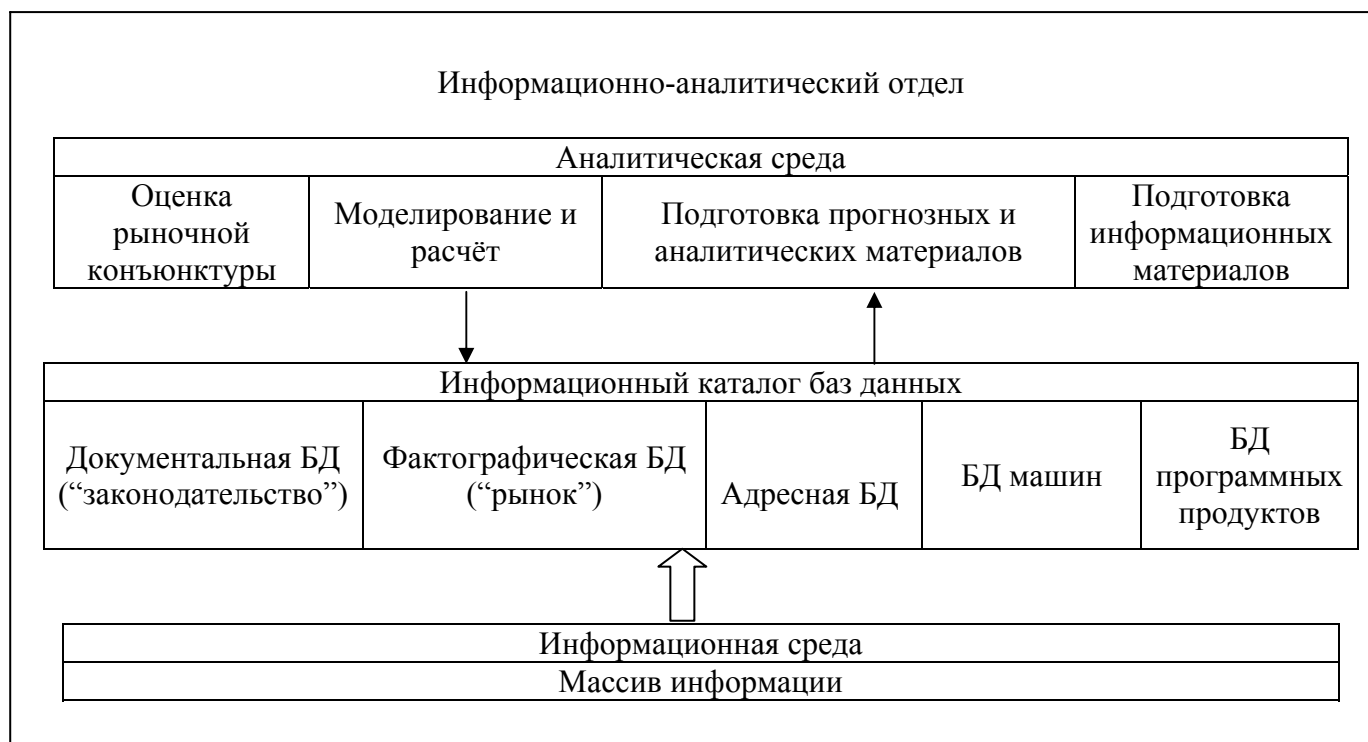 Информационно-аналитический отдел
Аналитическая среда
Оценка
рыночной
конъюнктуры
Моделирование и
расчёт
Подготовка прогнозных и
аналитических материалов
Подготовка
информационных
материалов
Информационный каталог баз данных
Документальная БД
(“законодательство”)
Фактографическая БД
(“рынок”)
Адресная БД
БД машин
БД
программных
продуктов
Информационная среда
Массив информации